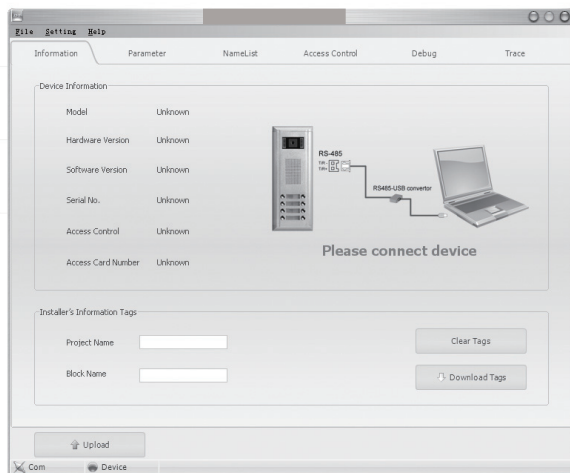 File Setting Help
Information Parameter NameList Access Control Debug Trace
Device Information
Model Unknown
Hardware Version Unknown
Software Version Unknown
Serial No. Unknown
Access Control Unknown
Access Card Number Unknown
RS-485
RS485-USB convertor
Please connect device
Installer's Information Tags
Project Name
Clear Tags
Block Name
Download Tags
Upload
Com Device